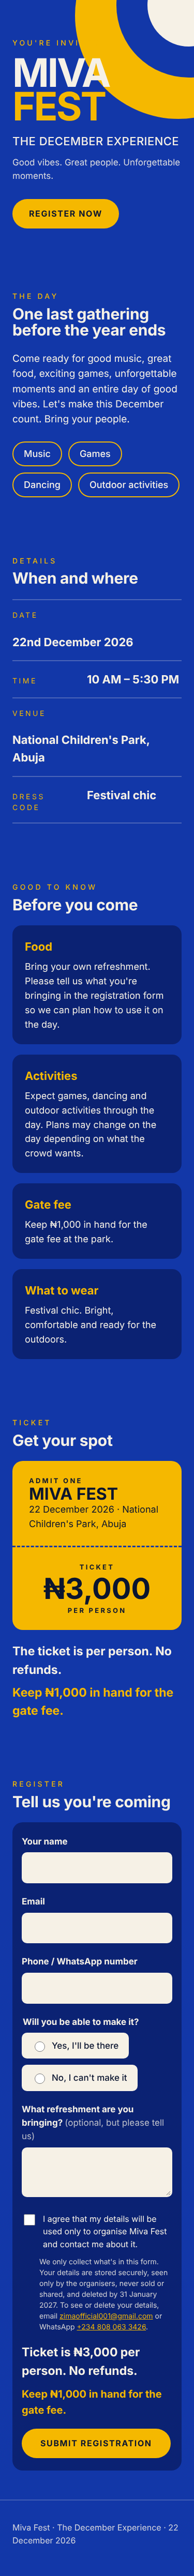 YOU'RE INVI
MIVA
FEST
THE DECEMBER EXPERIENCE
Good vibes. Great people. Unforgettable
moments.
REGISTER NOW
THE DAY
One last gathering
before the year ends
Come ready for good music, great
food, exciting games, unforgettable
moments and an entire day of good
vibes. Let's make this December
count. Bring your people.
Music
Games
Dancing
Outdoor activities
DETAILS
When and where
DATE
22nd December 2026
TIME
10 AM – 5:30 PM
VENUE
National Children's Park,
Abuja
DRESS
CODE
Festival chic
GOOD TO KNOW
Before you come
Food
Bring your own refreshment.
Please tell us what you're
bringing in the registration form
so we can plan how to use it on
the day.
Activities
Expect games, dancing and
outdoor activities through the
day. Plans may change on the
day depending on what the
crowd wants.
Gate fee
Keep ₦1,000 in hand for the
gate fee at the park.
What to wear
Festival chic. Bright,
comfortable and ready for the
outdoors.
TICKET
Get your spot
ADMIT ONE
MIVA FEST
22 December 2026 · National
Children's Park, Abuja
TICKET
₦3,000
PER PERSON
The ticket is per person. No
refunds.
Keep ₦1,000 in hand for the
gate fee.
REGISTER
Tell us you're coming
Your name
Email
Phone / WhatsApp number
Will you be able to make it?
Yes, I'll be there
No, I can't make it
What refreshment are you
bringing? (optional, but please tell
us)
I agree that my details will be
used only to organise Miva Fest
and contact me about it.
We only collect what's in this form.
Your details are stored securely, seen
only by the organisers, never sold or
shared, and deleted by 31 January
2027. To see or delete your details,
email zimaofficial001@gmail.com or
WhatsApp +234 808 063 3426.
Ticket is ₦3,000 per
person. No refunds.
Keep ₦1,000 in hand for the
gate fee.
SUBMIT REGISTRATION
Miva Fest · The December Experience · 22
December 2026